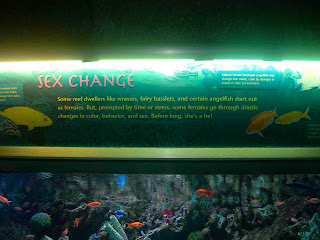 SEX CHANGE
Some reef dwellers like wrasses, fairy basslets, and certain angelfish start out
as females. But, prompted by time or stress, some females go through drastic
changes in color, behavior, and sex. Before long, she's a he!